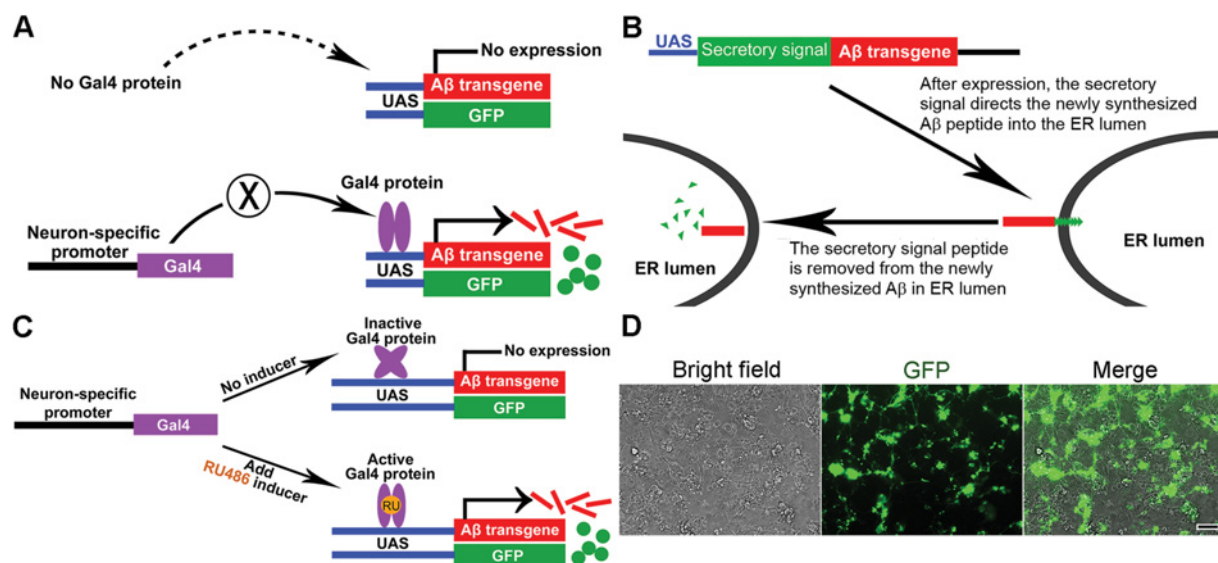 A
No Gal4 protein
No expression
Aβ transgene
UAS
GFP
Neuron-specific
promoter
Gal4
X
Gal4 protein
Aβ transgene
UAS
GFP
B
UAS
Secretory signal
Aβ transgene
After expression, the secretory
signal directs the newly synthesized
Aβ peptide into the ER lumen
ER lumen
ER lumen
The secretory signal peptide
is removed from the newly
synthesized Aβ in ER lumen
C
Neuron-specific
promoter
Gal4
No inducer
Inactive
Gal4 protein
No expression
Aβ transgene
UAS
GFP
Add
RU486 inducer
Active
Gal4 protein
RU
Aβ transgene
UAS
GFP
D
Bright field
GFP
Merge